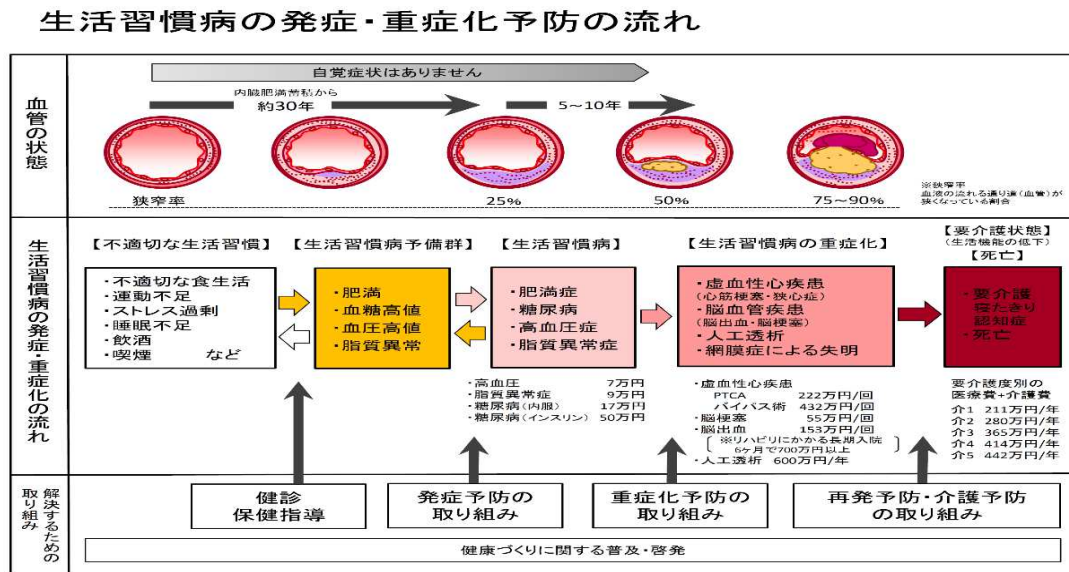 生活習慣病の発症・重症化予防の流れ
血管の状態
自覚症状はありません
内臓肥満蓄積から
約30年
5～10年
狭窄率
25%
50%
75～90%
※狭窄率
血液の流れる通り道(血管)が
狭くなっている割合
生活習慣病の発症・重症化の流れ
【不適切な生活習慣】
・不適切な食生活
・運動不足
・ストレス過剰
・睡眠不足
・飲酒
・喫煙 など
【生活習慣病予備群】
・肥満
・血糖高値
・血圧高値
・脂質異常
【生活習慣病】
・肥満症
・糖尿病
・高血圧症
・脂質異常症
・高血圧 7万円
・脂質異常症 9万円
・糖尿病(内服) 17万円
・糖尿病(インスリン) 50万円
【生活習慣病の重症化】
・虚血性心疾患
(心筋梗塞・狭心症)
・脳血管疾患
(脳出血・脳梗塞)
・人工透析
・網膜症による失明
・虚血性心疾患
PTCA 222万円/回
バイパス術 432万円/回
・脳梗塞 55万円/回
・脳出血 153万円/回
※リハビリにかかる長期入院
6ヶ月で700万円以上
・人工透析 600万円/年
【要介護状態】
(生活機能の低下)
【死亡】
・要介護
寝たきり
認知症
・死亡
要介護度別の
医療費+介護費
介1 211万円/年
介2 280万円/年
介3 365万円/年
介4 414万円/年
介5 442万円/年
解決するための
取り組み
健診
保健指導
発症予防の
取り組み
重症化予防の
取り組み
再発予防・介護予防
の取り組み
健康づくりに関する普及・啓発